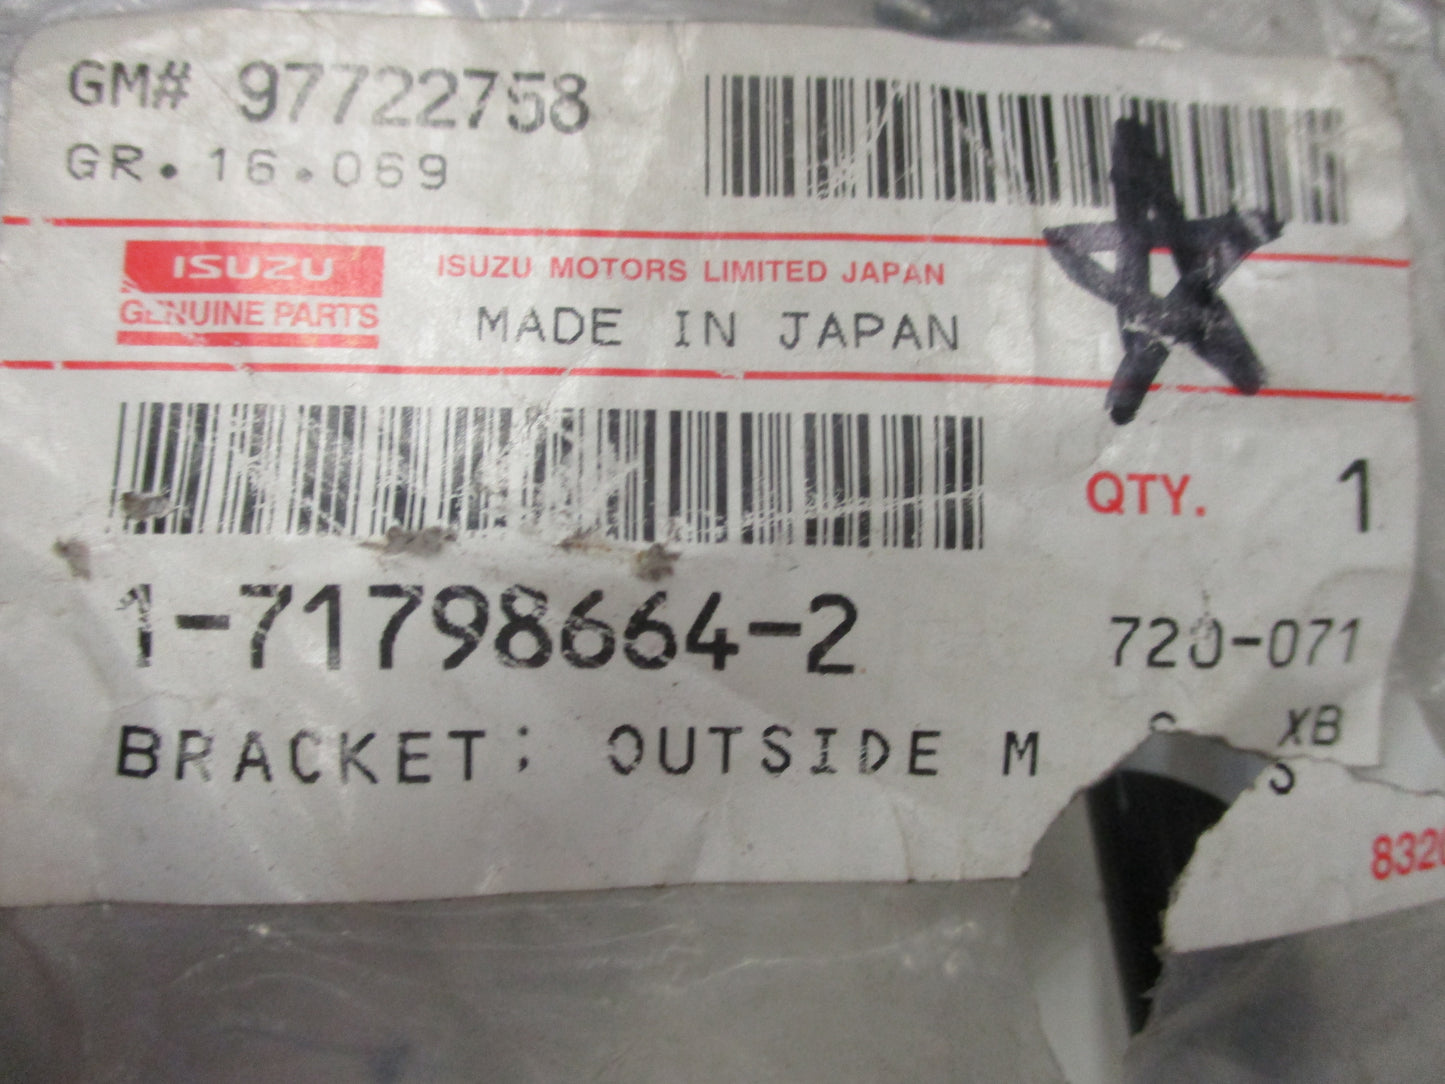 GM# 97722758
GR. 16.069
ISUZU
GENUINE PARTS
ISUZU MOTORS LIMITED JAPAN
MADE IN JAPAN
QTY. 1
1-71798664-2
720-071
BRACKET; OUTSIDE M
XB